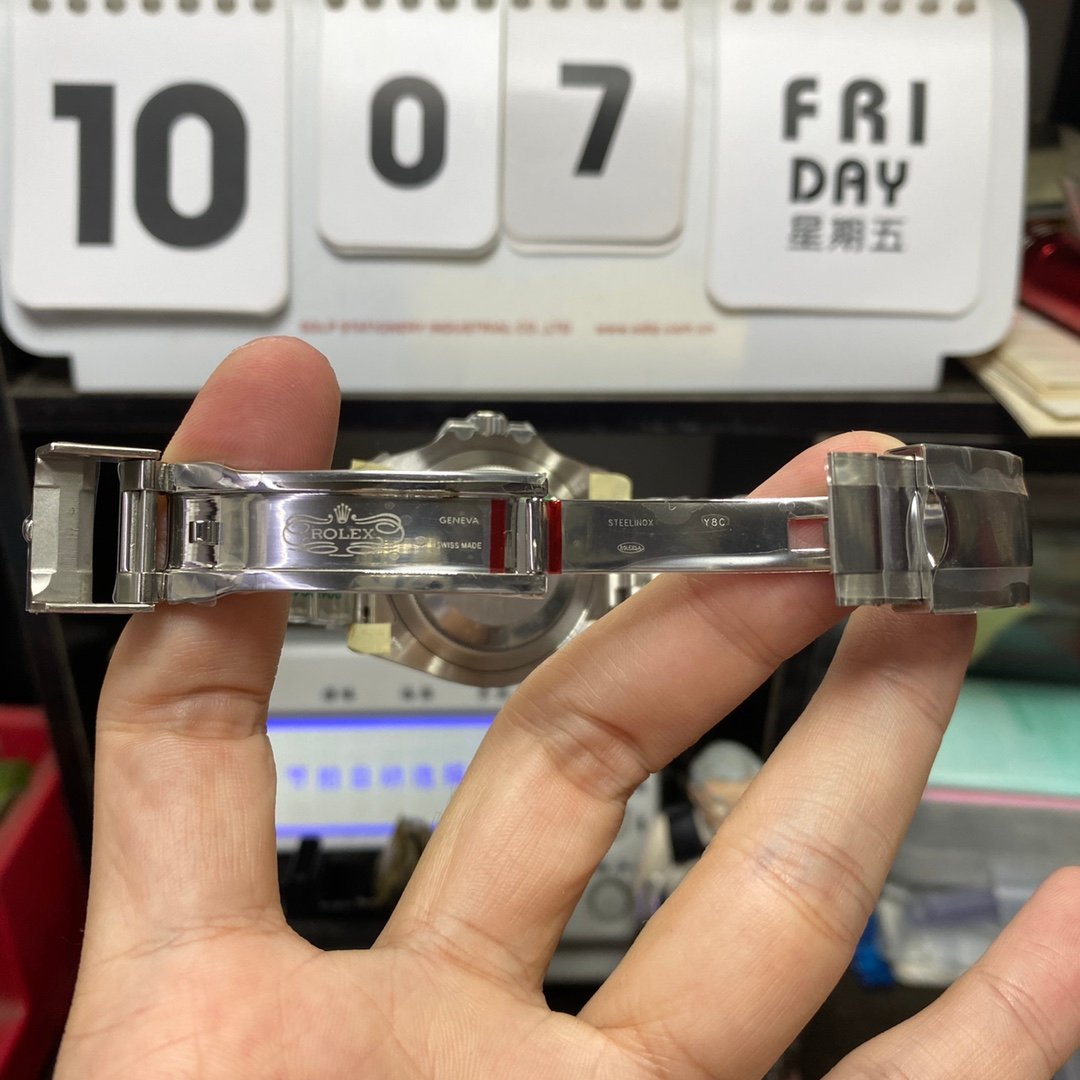 10
0
7
FRI
DAY
星期五
ROLEX
GENEVA
SWISS MADE
STEELINOX
Y8C